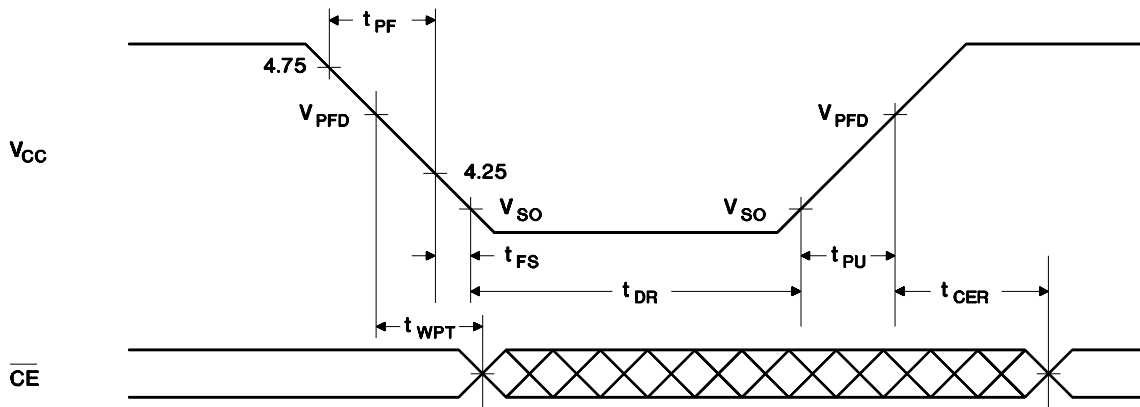 t PF
4.75
V PFD
V PFD
V CC
4.25
V SO
V SO
t FS
t PU
t DR
t CER
t WPT
CE